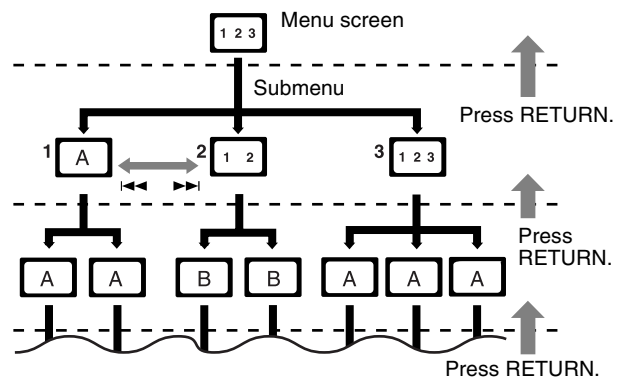 1 2 3
Menu screen
Submenu
Press RETURN.
1
A
2
1 2
3
1 2 3
Press
RETURN.
A
A
B
B
A
A
A
Press RETURN.